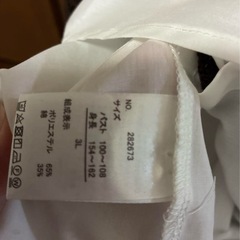 NO. 282673
サイズ
バスト 100～108
身長 154～162
3L
組成表示
ポリエステル 65%
綿 35%